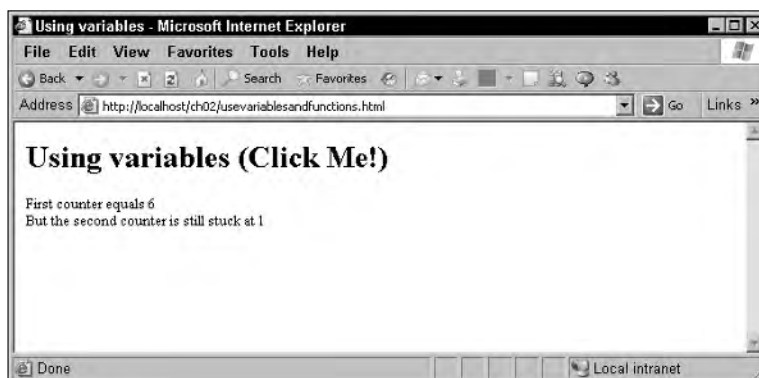 Using variables - Microsoft Internet Explorer
File Edit View Favorites Tools Help
Back Search Favorites
Address http://localhost/ch02/usevariablesandfunctions.html Go Links »
Using variables (Click Me!)
First counter equals 6
But the second counter is still stuck at 1
Done Local intranet